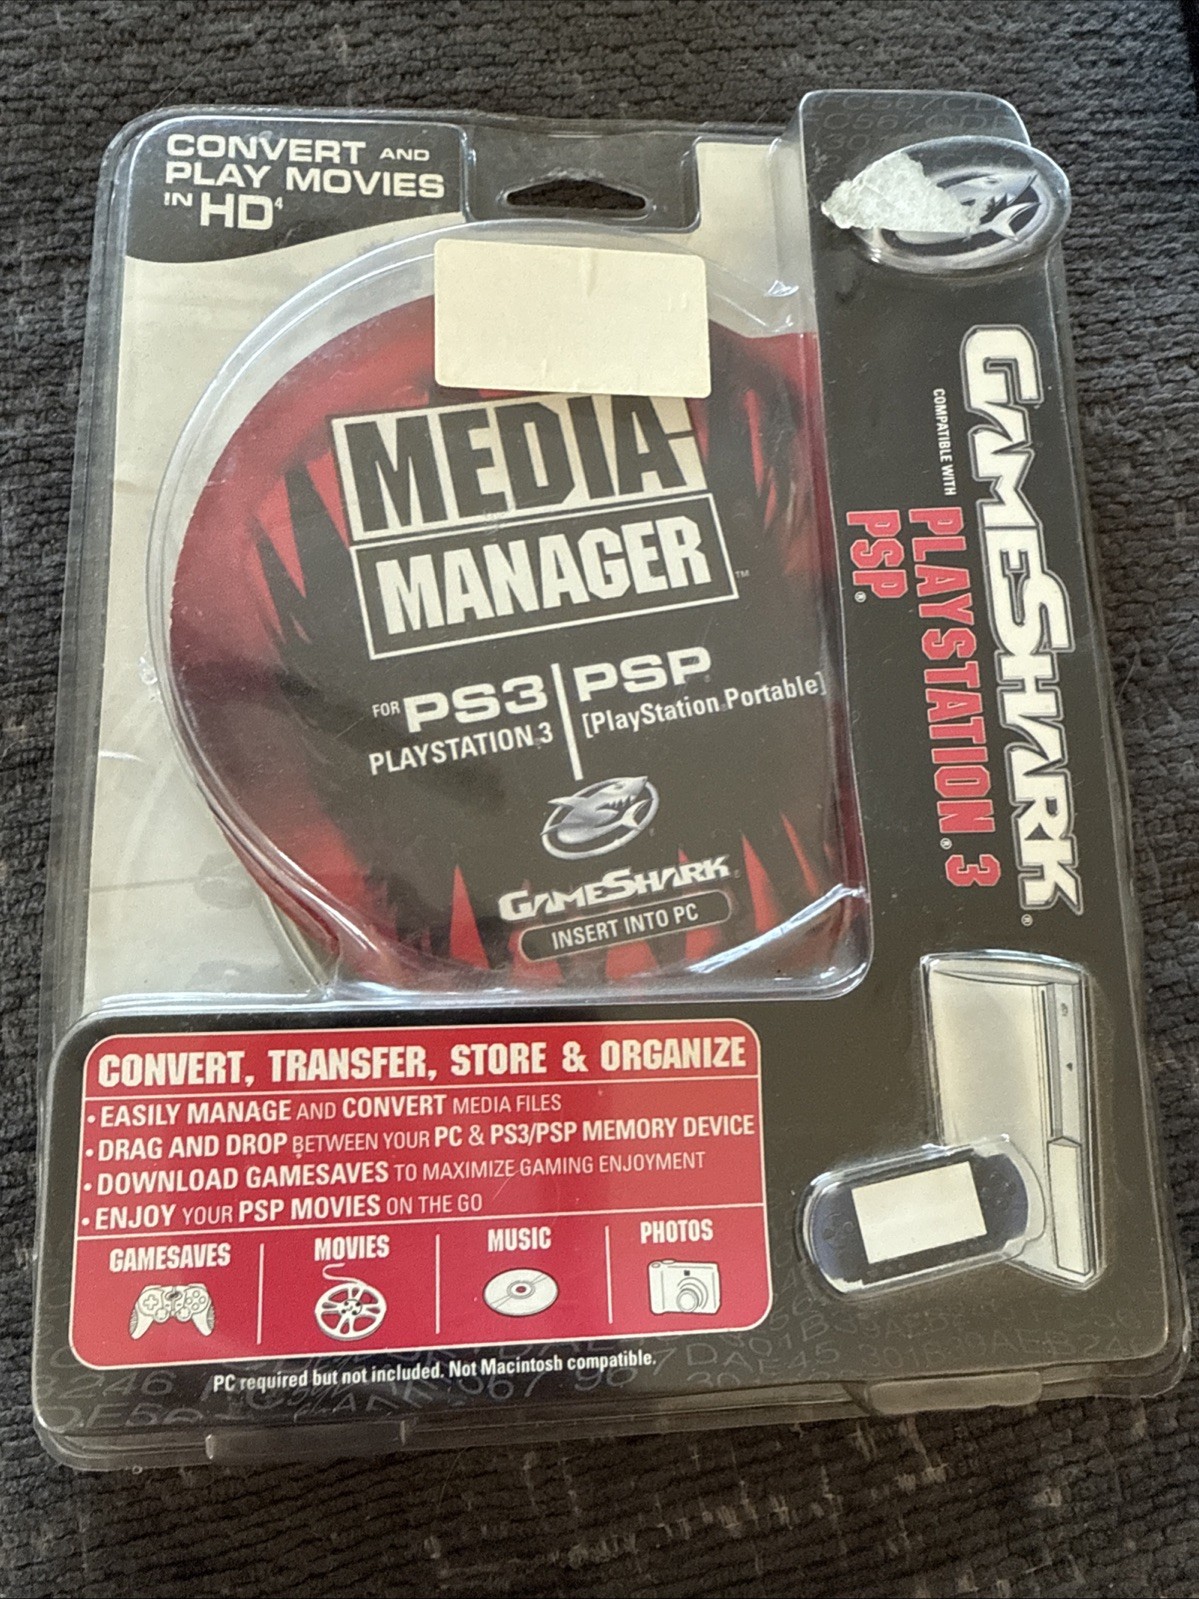 CONVERT AND
PLAY MOVIES
IN HD4
MEDIA
MANAGER™
FOR PS3
PLAYSTATION®3
PSP®
[PlayStation®Portable]
GAMESHARK®
INSERT INTO PC
GAMESHARK®
COMPATIBLE WITH
PLAYSTATION®3
PSP®
CONVERT, TRANSFER, STORE & ORGANIZE
• EASILY MANAGE AND CONVERT MEDIA FILES
• DRAG AND DROP BETWEEN YOUR PC & PS3/PSP MEMORY DEVICE
• DOWNLOAD GAMESAVES TO MAXIMIZE GAMING ENJOYMENT
• ENJOY YOUR PSP MOVIES ON THE GO
GAMESAVES
MOVIES
MUSIC
PHOTOS
PC required but not included. Not Macintosh compatible.